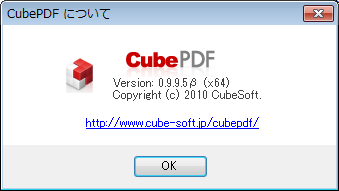 CubePDF について
CubePDF
Version: 0.9.9.5β (x64)
Copyright (c) 2010 CubeSoft.
http://www.cube-soft.jp/cubepdf/
OK